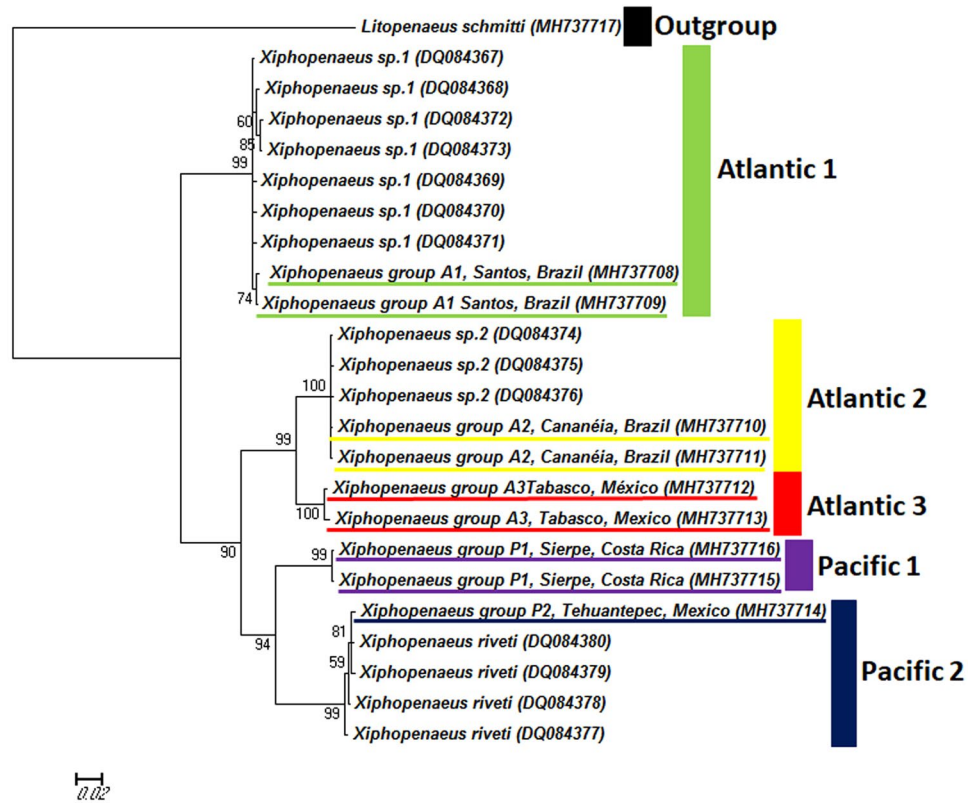 Litopenaeus schmitti (MH737717) Outgroup
Xiphopenaeus sp.1 (DQ084367)
Xiphopenaeus sp.1 (DQ084368)
60 Xiphopenaeus sp.1 (DQ084372)
85 Xiphopenaeus sp.1 (DQ084373)
99
Atlantic 1
Xiphopenaeus sp.1 (DQ084369)
Xiphopenaeus sp.1 (DQ084370)
Xiphopenaeus sp.1 (DQ084371)
Xiphopenaeus group A1, Santos, Brazil (MH737708)
74 Xiphopenaeus group A1 Santos, Brazil (MH737709)
Xiphopenaeus sp.2 (DQ084374)
Xiphopenaeus sp.2 (DQ084375)
100 Xiphopenaeus sp.2 (DQ084376)
Atlantic 2
99 Xiphopenaeus group A2, Cananéia, Brazil (MH737710)
Xiphopenaeus group A2, Cananéia, Brazil (MH737711)
Xiphopenaeus group A3Tabasco, México (MH737712)
Atlantic 3
100 Xiphopenaeus group A3, Tabasco, Mexico (MH737713)
90
99 Xiphopenaeus group P1, Sierpe, Costa Rica (MH737716)
Pacific 1
Xiphopenaeus group P1, Sierpe, Costa Rica (MH737715)
94
Xiphopenaeus group P2, Tehuantepec, Mexico (MH737714)
81 Xiphopenaeus riveti (DQ084380)
59 Xiphopenaeus riveti (DQ084379)
Pacific 2
99 Xiphopenaeus riveti (DQ084378)
Xiphopenaeus riveti (DQ084377)
0.02